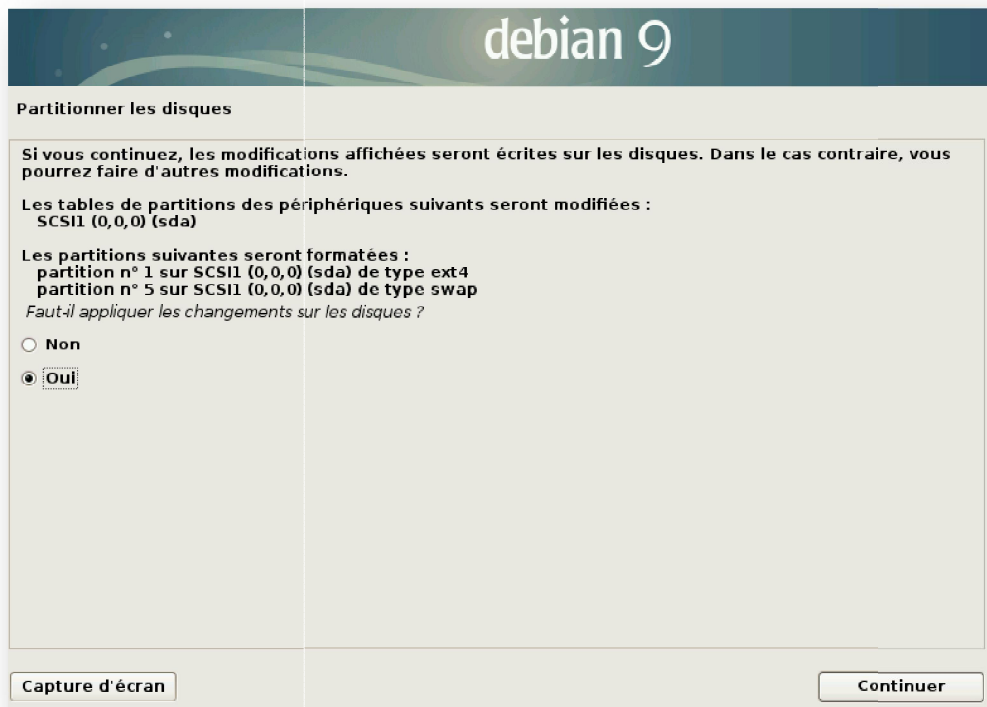 debian 9
Partitionner les disques
Si vous continuez, les modifications affichées seront écrites sur les disques. Dans le cas contraire, vous
pourrez faire d'autres modifications.
Les tables de partitions des périphériques suivants seront modifiées :
SCSI1 (0,0,0) (sda)
Les partitions suivantes seront formatées :
partition n° 1 sur SCSI1 (0,0,0) (sda) de type ext4
partition n° 5 sur SCSI1 (0,0,0) (sda) de type swap
Faut-il appliquer les changements sur les disques ?
Non
Oui
Capture d'écran
Continuer